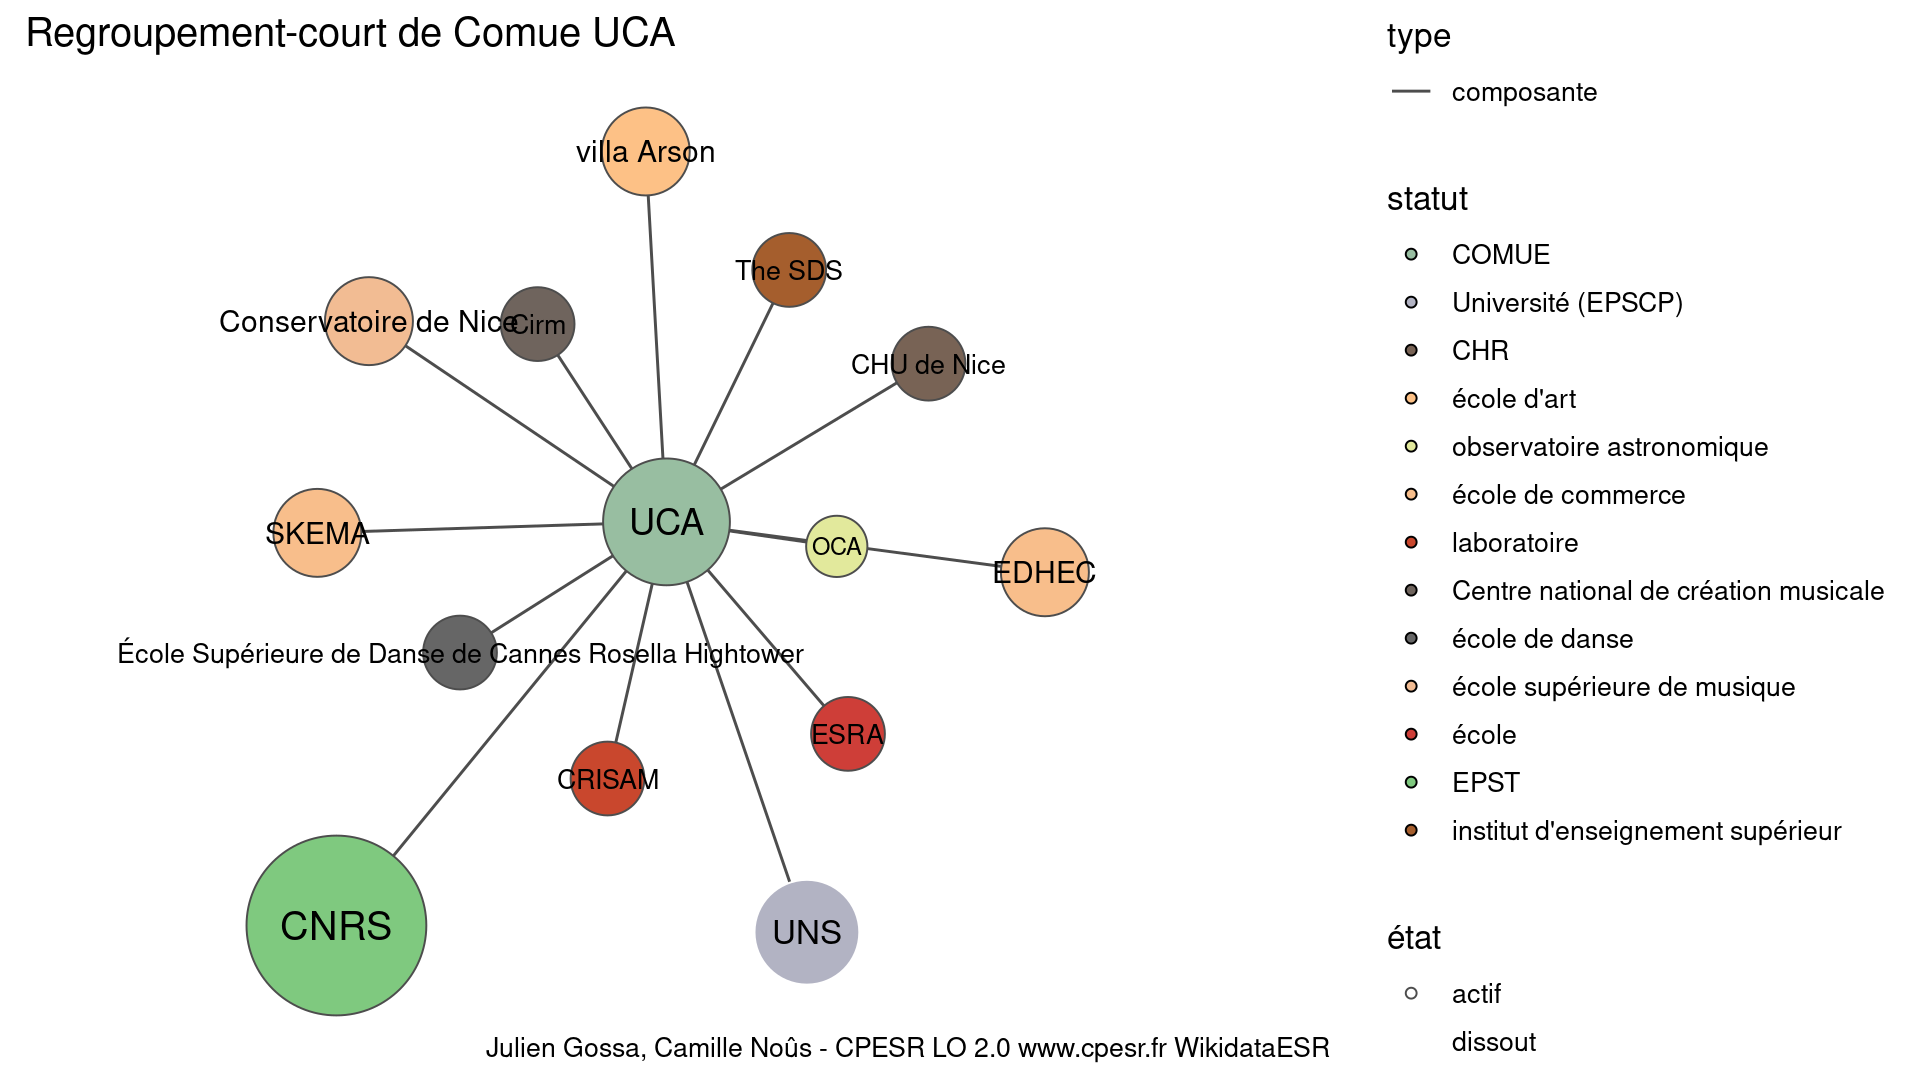 Regroupement-court de Comue UCA
villa Arson
The SDS
Conservatoire de Nice
Cirm
CHU de Nice
UCA
SKEMA
OCA
EDHEC
École Supérieure de Danse de Cannes Rosella Hightower
ESRA
CRISAM
CNRS
UNS
type
composante
statut
COMUE
Université (EPSCP)
CHR
école d'art
observatoire astronomique
école de commerce
laboratoire
Centre national de création musicale
école de danse
école supérieure de musique
école
EPST
institut d'enseignement supérieur
état
actif
dissout
Julien Gossa, Camille Noûs - CPESR LO 2.0 www.cpesr.fr WikidataESR